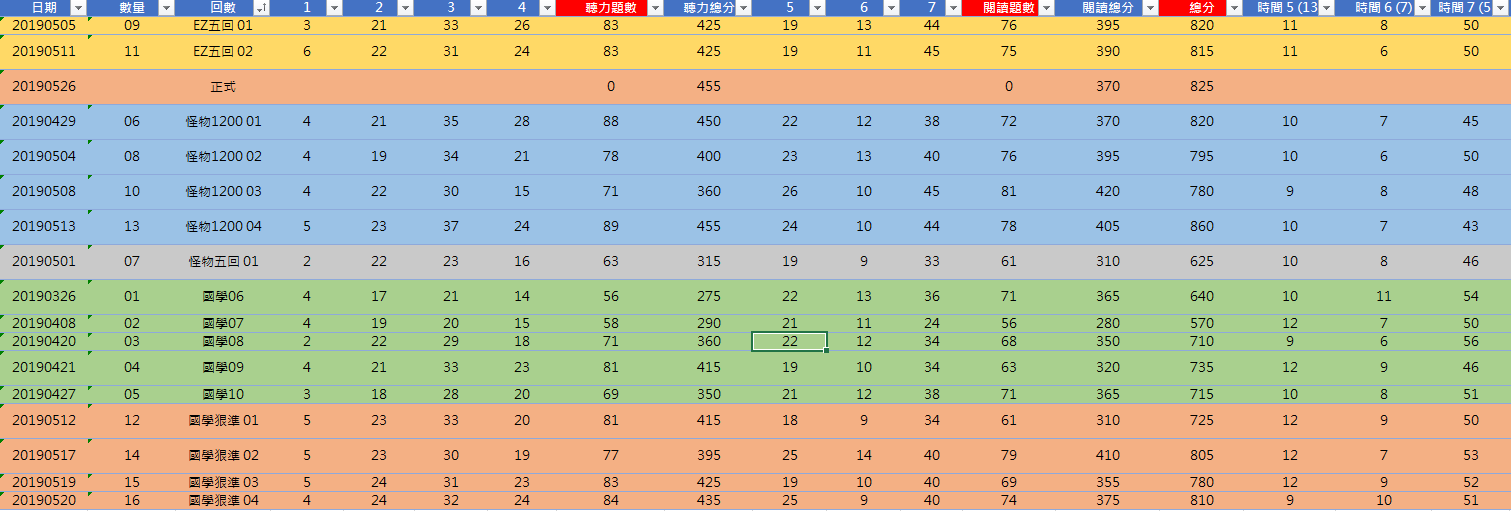 日期 數量 回數 1 2 3 4 聽力題數 聽力總分 5 6 7 閱讀題數 閱讀總分 總分 時間 5 (13 時間 6 (7) 時間 7 (5
20190505 09 EZ五回 01 3 21 33 26 83 425 19 13 44 76 395 820 11 8 50
20190511 11 EZ五回 02 6 22 31 24 83 425 19 11 45 75 390 815 11 6 50
20190526 正式 0 455 0 370 825
20190429 06 怪物1200 01 4 21 35 28 88 450 22 12 38 72 370 820 10 7 45
20190504 08 怪物1200 02 4 19 34 21 78 400 23 13 40 76 395 795 10 6 50
20190508 10 怪物1200 03 4 22 30 15 71 360 26 10 45 81 420 780 9 8 48
20190513 13 怪物1200 04 5 23 37 24 89 455 24 10 44 78 405 860 10 7 43
20190501 07 怪物五回 01 2 22 23 16 63 315 19 9 33 61 310 625 10 8 46
20190326 01 國學06 4 17 21 14 56 275 22 13 36 71 365 640 10 11 54
20190408 02 國學07 4 19 20 15 58 290 21 11 24 56 280 570 12 7 50
20190420 03 國學08 2 22 29 18 71 360 22 12 34 68 350 710 9 6 56
20190421 04 國學09 4 21 33 23 81 415 19 10 34 63 320 735 12 9 46
20190427 05 國學10 3 18 28 20 69 350 21 12 38 71 365 715 10 8 51
20190512 12 國學狠準 01 5 23 33 20 81 415 18 9 34 61 310 725 12 9 50
20190517 14 國學狠準 02 5 23 30 19 77 395 25 14 40 79 410 805 12 7 53
20190519 15 國學狠準 03 5 24 31 23 83 425 19 10 40 69 355 780 12 9 52
20190520 16 國學狠準 04 4 24 32 24 84 435 25 9 40 74 375 810 9 10 51